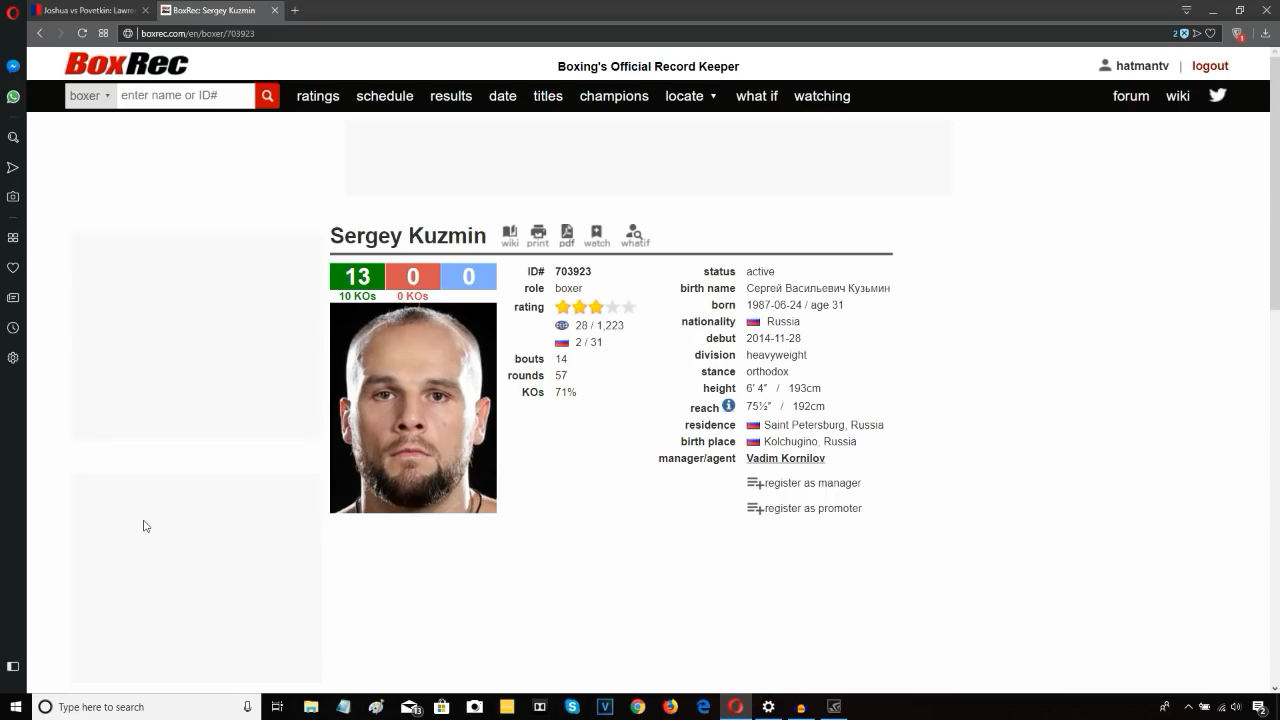 Joshua vs Povetkin: Lawre
BoxRec: Sergey Kuzmin
boxrec.com/en/boxer/703923
2
BoxRec
Boxing's Official Record Keeper
hatmantv | logout
boxer enter name or ID#
ratings schedule results date titles champions locate what if watching forum wiki
Sergey Kuzmin
wiki print pdf watch whatif
13 0 0
10 KOs 0 KOs
ID# 703923
role boxer
rating
28 / 1,223
2 / 31
bouts 14
rounds 57
KOs 71%
status active
birth name Сергей Васильевич Кузьмин
born 1987-06-24 / age 31
nationality Russia
debut 2014-11-28
division heavyweight
stance orthodox
height 6′ 4″ / 193cm
reach 75½″ / 192cm
residence Saint Petersburg, Russia
birth place Kolchugino, Russia
manager/agent Vadim Kornilov
register as manager
register as promoter
Type here to search
13